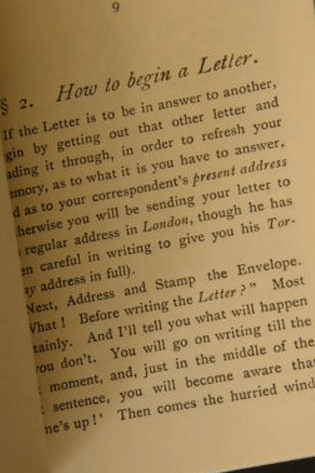 9
§ 2. How to begin a Letter.
If the Letter is to be in answer to another,
gin by getting out that other letter and
ading it through, in order to refresh your
emory, as to what it is you have to answer,
d as to your correspondent's present address
herwise you will be sending your letter to
regular address in London, though he has
en careful in writing to give you his Tor-
ay address in full).
Next, Address and Stamp the Envelope.
What! Before writing the Letter?" Most
tainly. And I'll tell you what will happen
you don't. You will go on writing till the
moment, and, just in the middle of the
sentence, you will become aware that
me's up!' Then comes the hurried wind